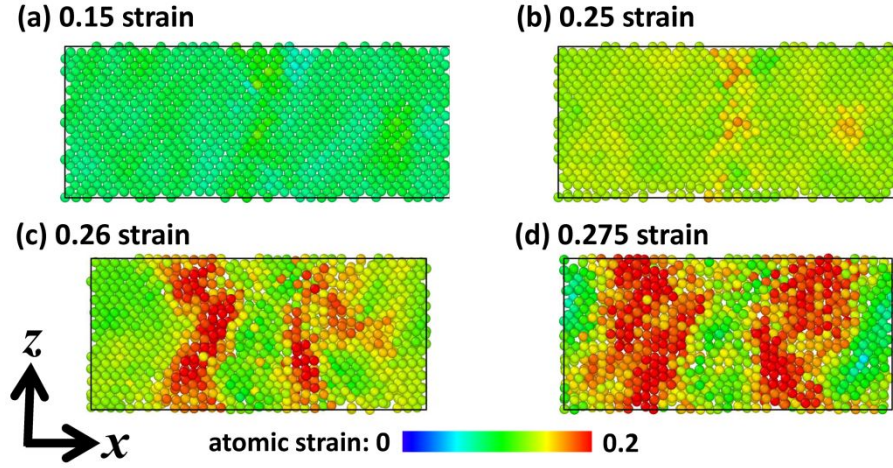 (a) 0.15 strain
(b) 0.25 strain
(c) 0.26 strain
(d) 0.275 strain
z
x
atomic strain: 0 0.2